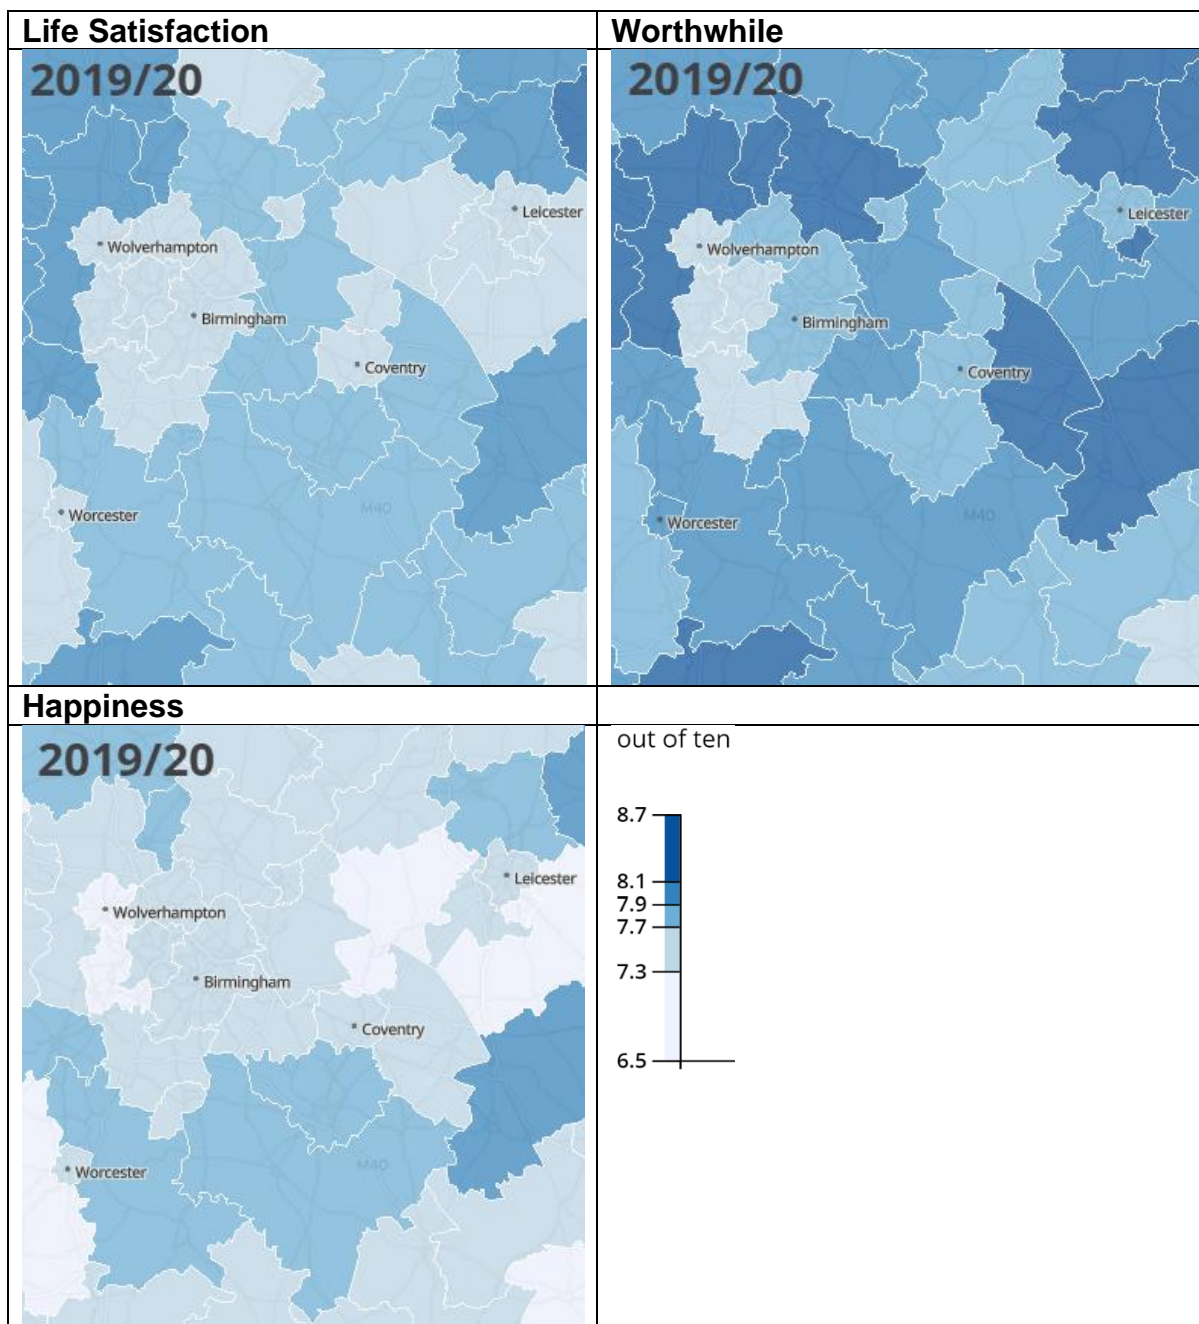 Life Satisfaction
Worthwhile
2019/20
Leicester
Wolverhampton
Birmingham
Coventry
Worcester
M40
2019/20
Leicester
Wolverhampton
Birmingham
Coventry
Worcester
M40
Happiness
2019/20
Leicester
Wolverhampton
Birmingham
Coventry
Worcester
M40
out of ten
8.7
8.1
7.9
7.7
7.3
6.5